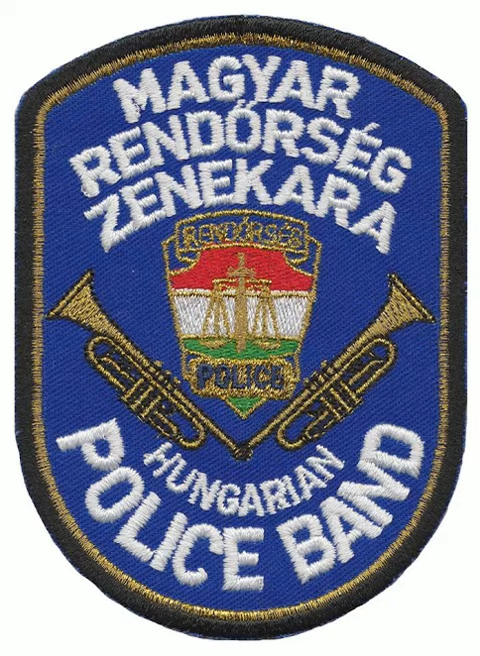 MAGYAR
RENDŐRSÉG
ZENEKARA
RENDŐRSÉG
POLICE
HUNGARIAN
POLICE BAND